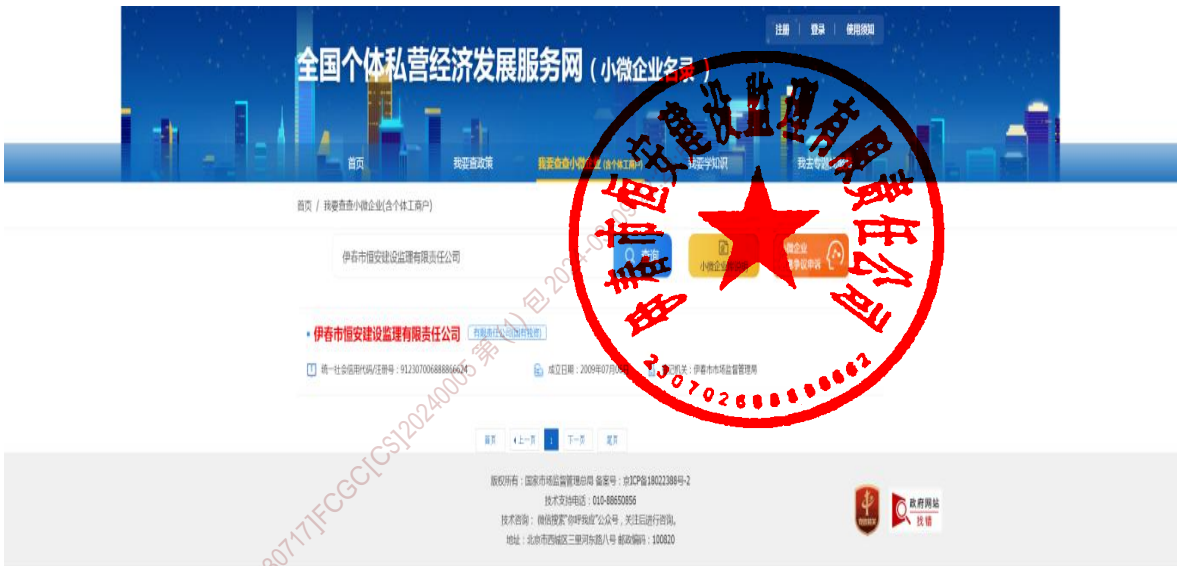 注册 | 登录 | 使用须知
全国个体私营经济发展服务网（小微企业名录）
首页 我要查政策 我要查查小微企业 (含个体工商户) 我要学知识
首页 / 我要查查小微企业(含个体工商户)
伊春市恒安建设监理有限责任公司
查询
小微企业
伊春市恒安建设监理有限责任公司 有限责任公司(国有独资)
统一社会信用代码/注册号：912307006888866624 成立日期：2009年07月 登记机关：伊春市市场监督管理局
首页 上一页 1 下一页 尾页
版权所有：国家市场监督管理总局 备案号：京ICP备18022388号-2
技术支持电话：010-88650856
技术咨询： 微信搜索"你呼我应"公众号，关注后进行咨询。
地址：北京市西城区三里河东路八号 邮政编码：100820
政府网站
找错
伊春市恒安建设监理有限责任公司
30717]FCGC[CS]20240005 第 (1) 包 2024-